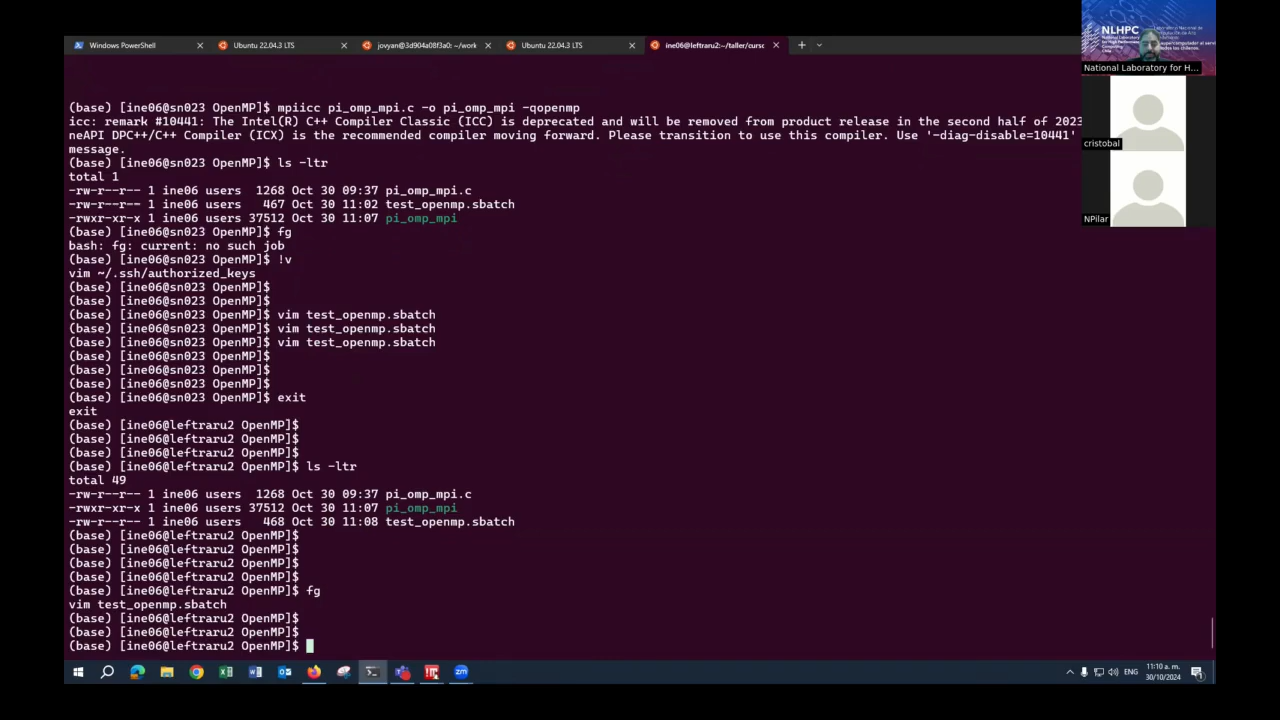 Windows PowerShell
Ubuntu 22.04.3 LTS
jovyan@3d904a08f3a0: ~/work
Ubuntu 22.04.3 LTS
ine06@leftraru2:~/taller/curso
NLHPC
National Laboratory for H...
cristobal
NPilar
(base) [ine06@sn023 OpenMP]$ mpiicc pi_omp_mpi.c -o pi_omp_mpi -qopenmp
icc: remark #10441: The Intel(R) C++ Compiler Classic (ICC) is deprecated and will be removed from product release in the second half of 2023
neAPI DPC++/C++ Compiler (ICX) is the recommended compiler moving forward. Please transition to use this compiler. Use '-diag-disable=10441'
message.
(base) [ine06@sn023 OpenMP]$ ls -ltr
total 1
-rw-r--r-- 1 ine06 users  1268 Oct 30 09:37 pi_omp_mpi.c
-rw-r--r-- 1 ine06 users   467 Oct 30 11:02 test_openmp.sbatch
-rwxr-xr-x 1 ine06 users 37512 Oct 30 11:07 pi_omp_mpi
(base) [ine06@sn023 OpenMP]$ fg
bash: fg: current: no such job
(base) [ine06@sn023 OpenMP]$ !v
vim ~/.ssh/authorized_keys
(base) [ine06@sn023 OpenMP]$
(base) [ine06@sn023 OpenMP]$
(base) [ine06@sn023 OpenMP]$ vim test_openmp.sbatch
(base) [ine06@sn023 OpenMP]$ vim test_openmp.sbatch
(base) [ine06@sn023 OpenMP]$ vim test_openmp.sbatch
(base) [ine06@sn023 OpenMP]$
(base) [ine06@sn023 OpenMP]$
(base) [ine06@sn023 OpenMP]$
(base) [ine06@sn023 OpenMP]$ exit
exit
(base) [ine06@leftraru2 OpenMP]$
(base) [ine06@leftraru2 OpenMP]$
(base) [ine06@leftraru2 OpenMP]$
(base) [ine06@leftraru2 OpenMP]$ ls -ltr
total 49
-rw-r--r-- 1 ine06 users  1268 Oct 30 09:37 pi_omp_mpi.c
-rwxr-xr-x 1 ine06 users 37512 Oct 30 11:07 pi_omp_mpi
-rw-r--r-- 1 ine06 users   468 Oct 30 11:08 test_openmp.sbatch
(base) [ine06@leftraru2 OpenMP]$
(base) [ine06@leftraru2 OpenMP]$
(base) [ine06@leftraru2 OpenMP]$
(base) [ine06@leftraru2 OpenMP]$
(base) [ine06@leftraru2 OpenMP]$ fg
vim test_openmp.sbatch
(base) [ine06@leftraru2 OpenMP]$
(base) [ine06@leftraru2 OpenMP]$
(base) [ine06@leftraru2 OpenMP]$
ENG
11:10 a. m.
30/10/2024